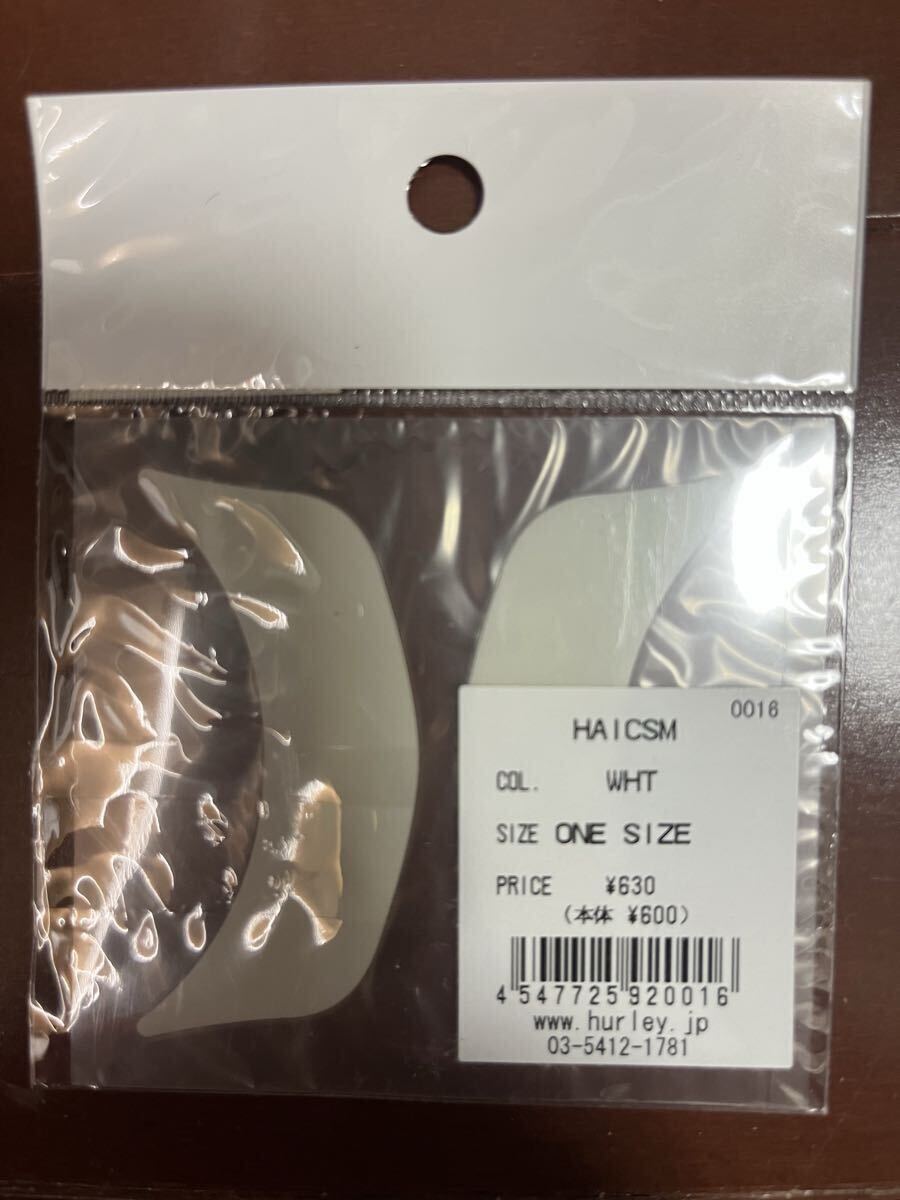 0016
HAICSM
COL. WHT
SIZE ONE SIZE
PRICE ¥630
(本体 ¥600)
4 547725 920016
www.hurley.jp
03-5412-1781